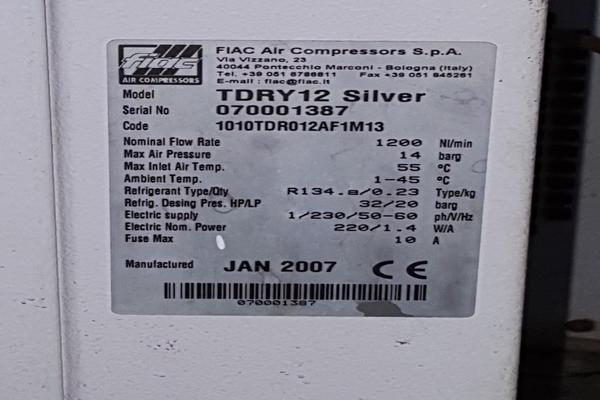 Fiac
AIR COMPRESSORS
FIAC Air Compressors S.p.A.
Via Vizzano, 23
40044 Pontecchio Marconi - Bologna (Italy)
Tel. +39 051 6786811 Fax +39 051 845261
E-mail : fiac@fiac.it
Model TDRY12 Silver
Serial No 070001387
Code 1010TDR012AF1M13
Nominal Flow Rate 1200 Nl/min
Max Air Pressure 14 barg
Max Inlet Air Temp. 55 °C
Ambient Temp. 1-45 °C
Refrigerant Type/Qty R134.a/0.23 Type/kg
Refrig. Desing Pres. HP/LP 32/20 barg
Electric supply 1/230/50-60 ph/V/Hz
Electric Nom. Power 220/1.4 W/A
Fuse Max 10 A
Manufactured JAN 2007 CE
070001387